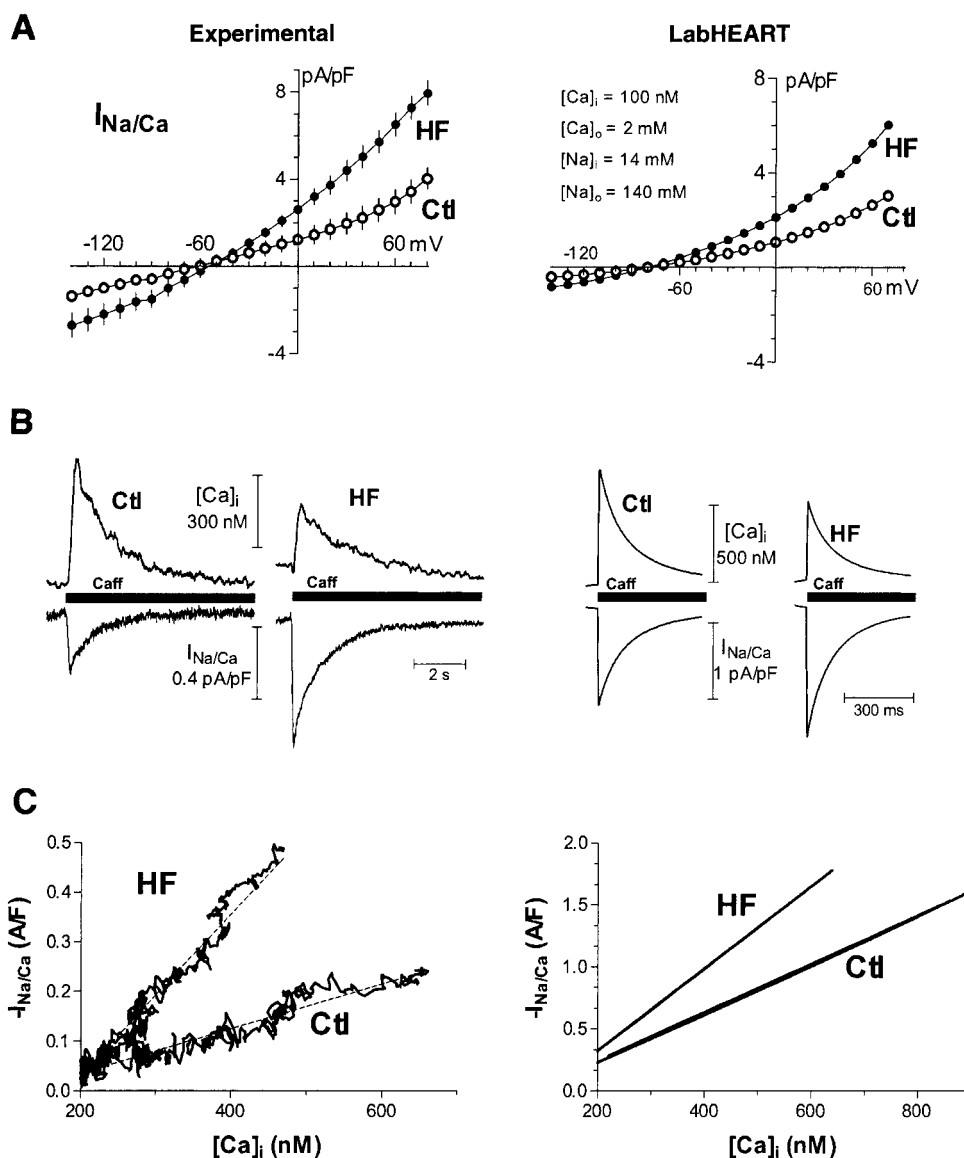 A
Experimental
LabHEART
pA/pF
8
4
-4
-120
-60
60 mV
I Na/Ca
HF
Ctl
8
pA/pF
4
-4
-120
-60
60 mV
[Ca]i = 100 nM
[Ca]o = 2 mM
[Na]i = 14 mM
[Na]o = 140 mM
HF
Ctl
B
Ctl
[Ca]i
300 nM
HF
Caff
Caff
I Na/Ca
0.4 pA/pF
2 s
Ctl
[Ca]i
500 nM
HF
Caff
Caff
I Na/Ca
1 pA/pF
300 ms
C
0.5
0.4
0.3
0.2
0.1
0.0
-I Na/Ca (A/F)
HF
Ctl
200
400
600
[Ca]i (nM)
2.0
1.5
1.0
0.5
0.0
-I Na/Ca (A/F)
HF
Ctl
200
400
600
800
[Ca]i (nM)